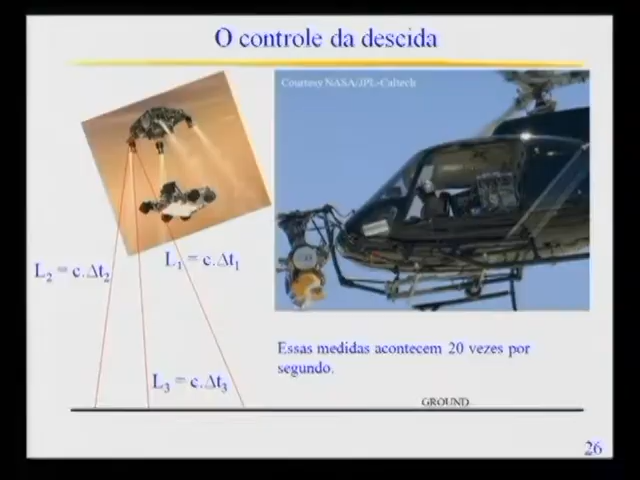 O controle da descida
Courtesy NASA/JPL-Caltech
L₂ = c.Δt₂
L₁ = c.Δt₁
Essas medidas acontecem 20 vezes por
segundo.
L₃ = c.Δt₃
GROUND
26